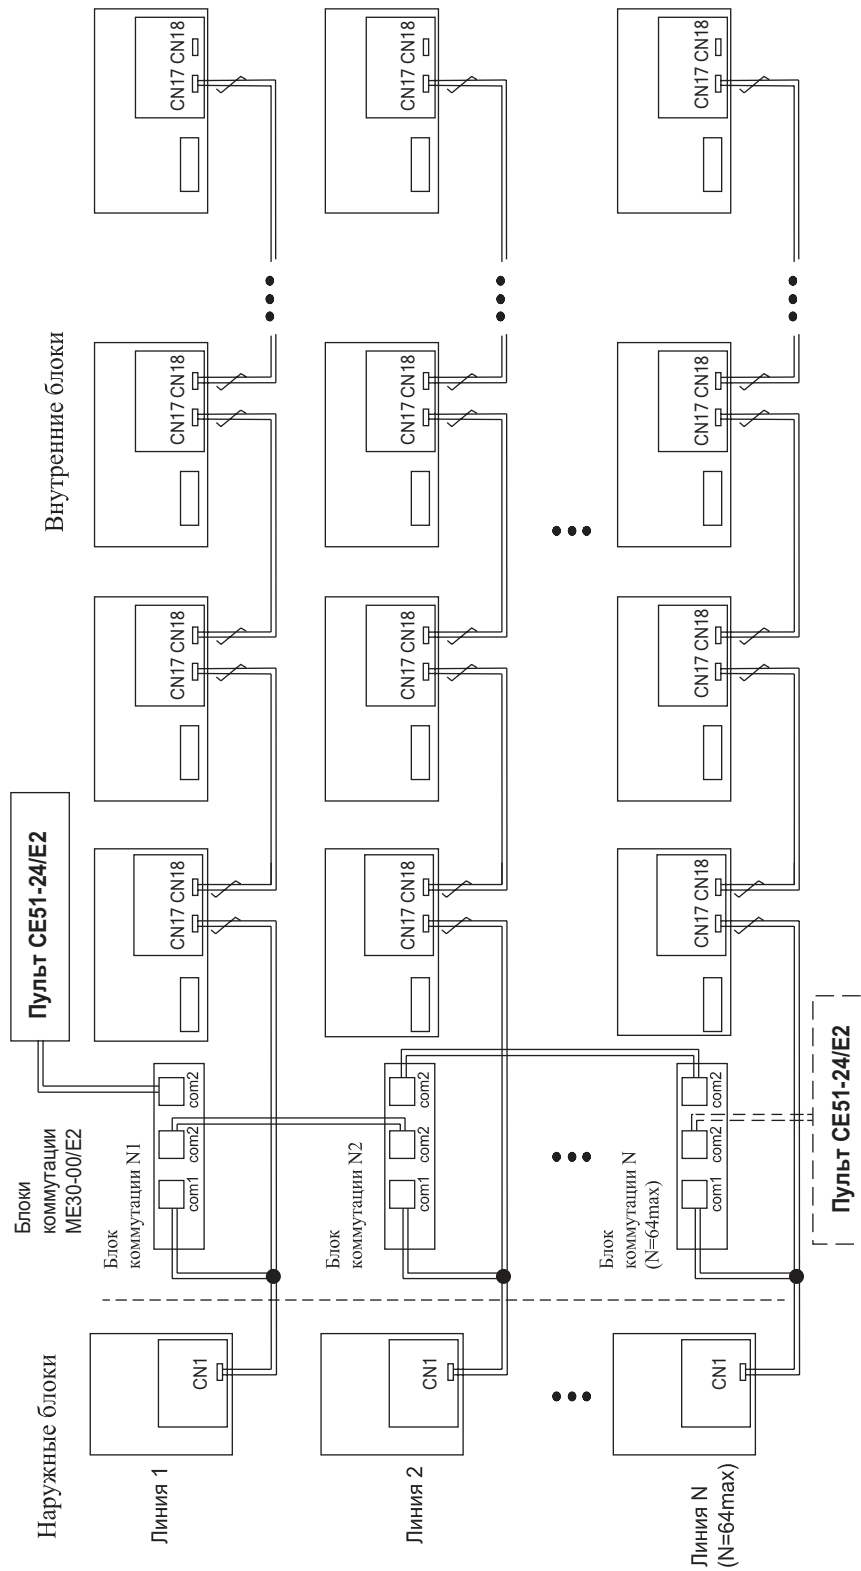 Наружные блоки
Блоки
коммутации
ME30-00/E2
Пульт CE51-24/E2
Внутренние блоки
Линия 1
CN1
Блок
коммутации N1
com1 com2 com2
CN17 CN18
CN17 CN18
CN17 CN18
CN17 CN18
Линия 2
CN1
Блок
коммутации N2
com1 com2 com2
CN17 CN18
CN17 CN18
CN17 CN18
CN17 CN18
Линия N
(N=64max)
CN1
Блок
коммутации N
(N=64max)
com1 com2 com2
CN17 CN18
CN17 CN18
CN17 CN18
CN17 CN18
Пульт CE51-24/E2